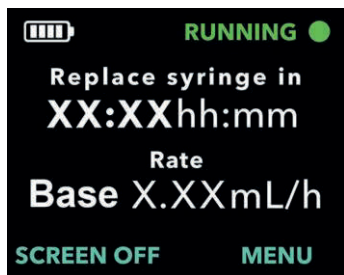 RUNNING
Replace syringe in
XX:XXhh:mm
Rate
Base X.XXmL/h
SCREEN OFF MENU